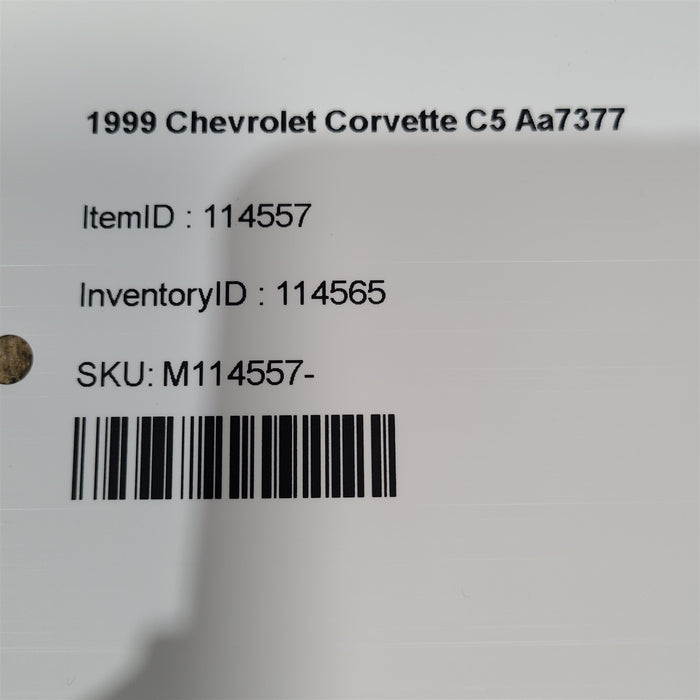 1999 Chevrolet Corvette C5 Aa7377
ItemID : 114557
InventoryID : 114565
SKU: M114557-